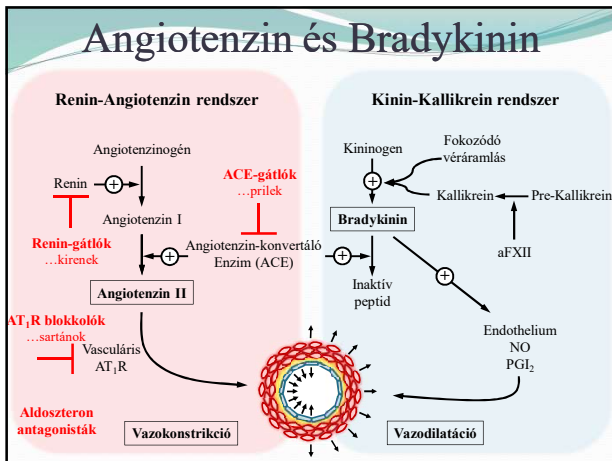 Angiotenzin és Bradykinin
Renin-Angiotenzin rendszer
Angiotenzinogén
Renin
+
ACE-gátlók
…prilek
Angiotenzin I
Renin-gátlók
…kirenek
+
Angiotenzin-konvertáló
Enzim (ACE)
+
Angiotenzin II
AT₁R blokkolók
…sartánok
Vasculáris
AT₁R
Aldoszteron
antagonisták
Vazokonstrikció
Kinin-Kallikrein rendszer
Kininogen
Fokozódó
véráramlás
+
Kallikrein
Pre-Kallikrein
Bradykinin
aFXII
Inaktív
peptid
+
Endothelium
NO
PGI₂
Vazodilatáció